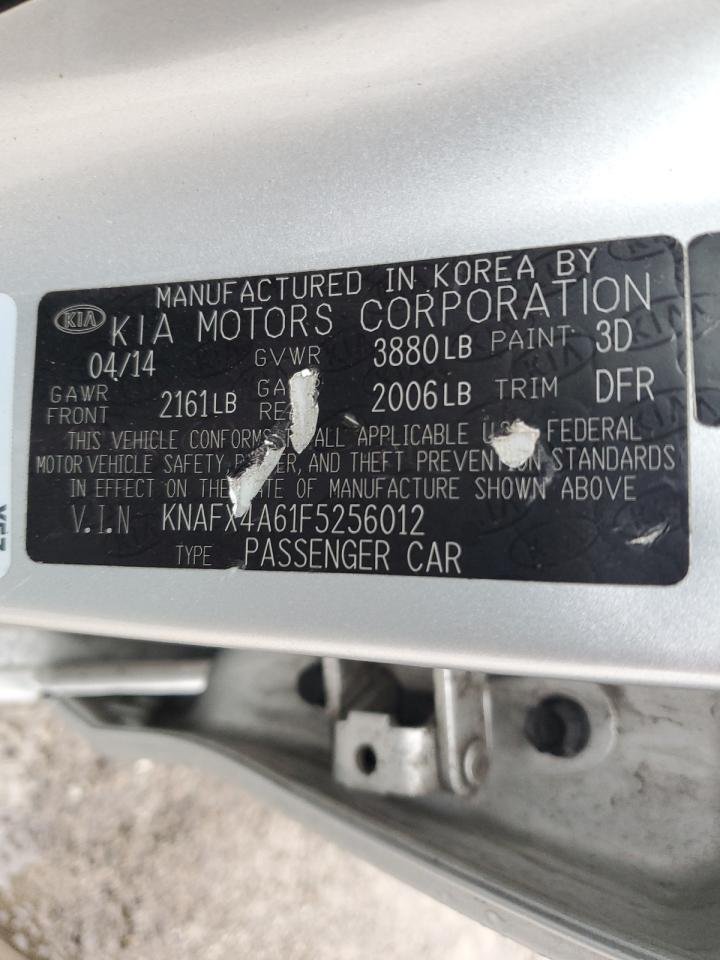 MANUFACTURED IN KOREA BY
KIA KIA MOTORS CORPORATION
04/14 GVWR 3880LB PAINT 3D
GAWR FRONT 2161LB 2006LB TRIM DFR
THIS VEHICLE CONFORMS ALL APPLICABLE FEDERAL
MOTOR VEHICLE SAFETY, AND THEFT PREVENTION STANDARDS
IN EFFECT ON THE DATE OF MANUFACTURE SHOWN ABOVE
V.I.N KNAFX4A61F5256012
TYPE PASSENGER CAR